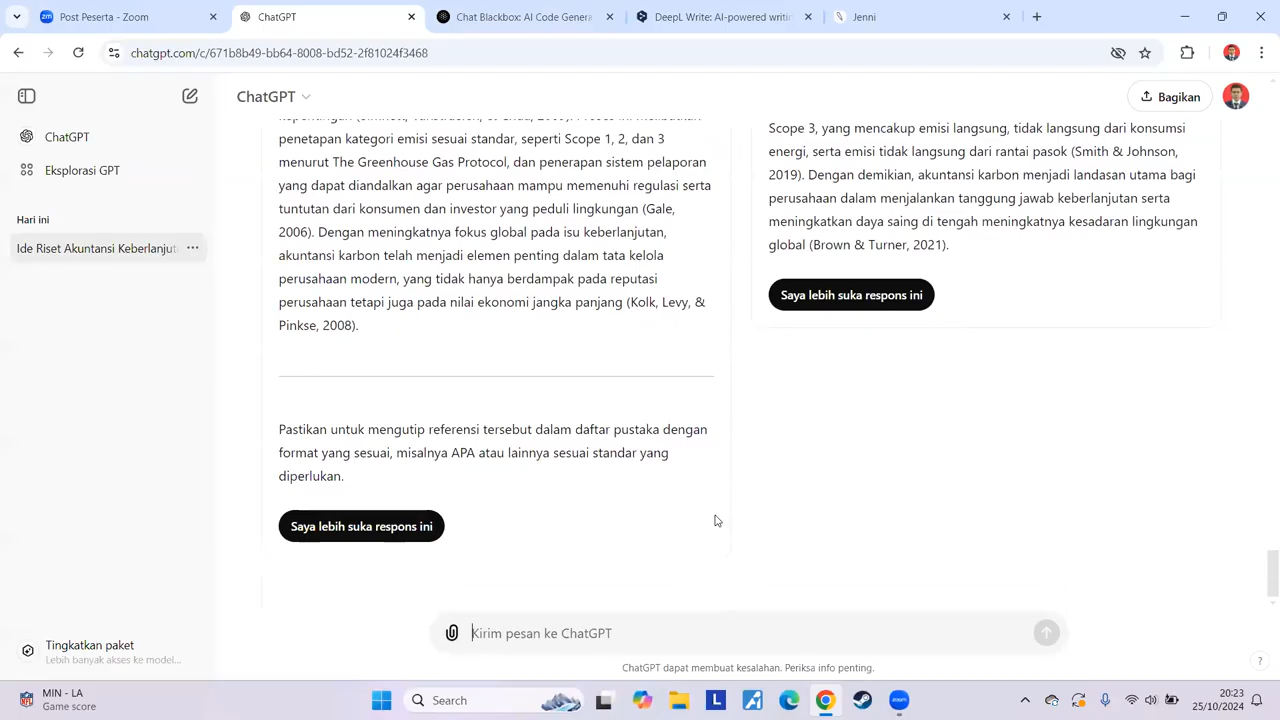 Post Peserta - Zoom
ChatGPT
Chat Blackbox: AI Code Genera
DeepL Write: AI-powered writin
Jenni
chatgpt.com/c/671b8b49-bb64-8008-bd52-2f81024f3468
ChatGPT
Bagikan
ChatGPT
Eksplorasi GPT
Hari ini
Ide Riset Akuntansi Keberlanjuta
penetapan kategori emisi sesuai standar, seperti Scope 1, 2, dan 3
menurut The Greenhouse Gas Protocol, dan penerapan sistem pelaporan
yang dapat diandalkan agar perusahaan mampu memenuhi regulasi serta
tuntutan dari konsumen dan investor yang peduli lingkungan (Gale,
2006). Dengan meningkatnya fokus global pada isu keberlanjutan,
akuntansi karbon telah menjadi elemen penting dalam tata kelola
perusahaan modern, yang tidak hanya berdampak pada reputasi
perusahaan tetapi juga pada nilai ekonomi jangka panjang (Kolk, Levy, &
Pinkse, 2008).
Pastikan untuk mengutip referensi tersebut dalam daftar pustaka dengan
format yang sesuai, misalnya APA atau lainnya sesuai standar yang
diperlukan.
Saya lebih suka respons ini
Scope 3, yang mencakup emisi langsung, tidak langsung dari konsumsi
energi, serta emisi tidak langsung dari rantai pasok (Smith & Johnson,
2019). Dengan demikian, akuntansi karbon menjadi landasan utama bagi
perusahaan dalam menjalankan tanggung jawab keberlanjutan serta
meningkatkan daya saing di tengah meningkatnya kesadaran lingkungan
global (Brown & Turner, 2021).
Saya lebih suka respons ini
Kirim pesan ke ChatGPT
ChatGPT dapat membuat kesalahan. Periksa info penting.
?
Tingkatkan paket
Lebih banyak akses ke model...
MIN - LA
Game score
Search
20:23
25/10/2024